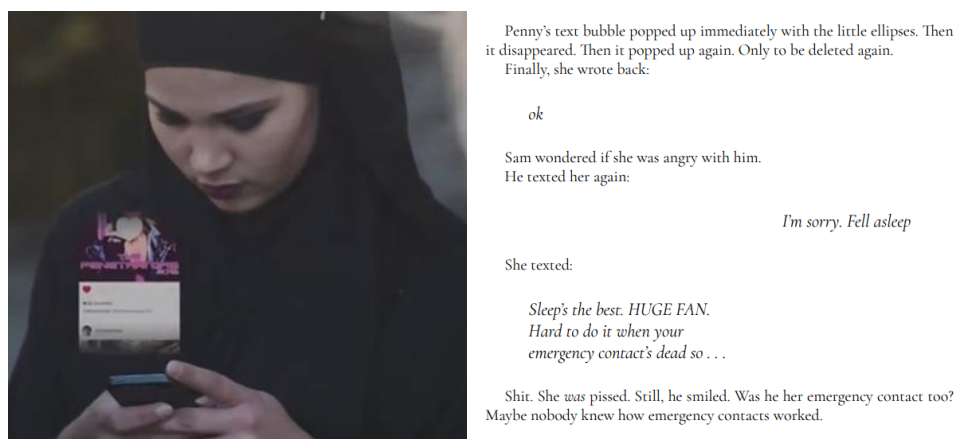 I
THE
PENETRATORS
Penny's text bubble popped up immediately with the little ellipses. Then
it disappeared. Then it popped up again. Only to be deleted again.
Finally, she wrote back:
ok
Sam wondered if she was angry with him.
He texted her again:
I'm sorry. Fell asleep
She texted:
Sleep's the best. HUGE FAN.
Hard to do it when your
emergency contact's dead so . . .
Shit. She was pissed. Still, he smiled. Was he her emergency contact too?
Maybe nobody knew how emergency contacts worked.